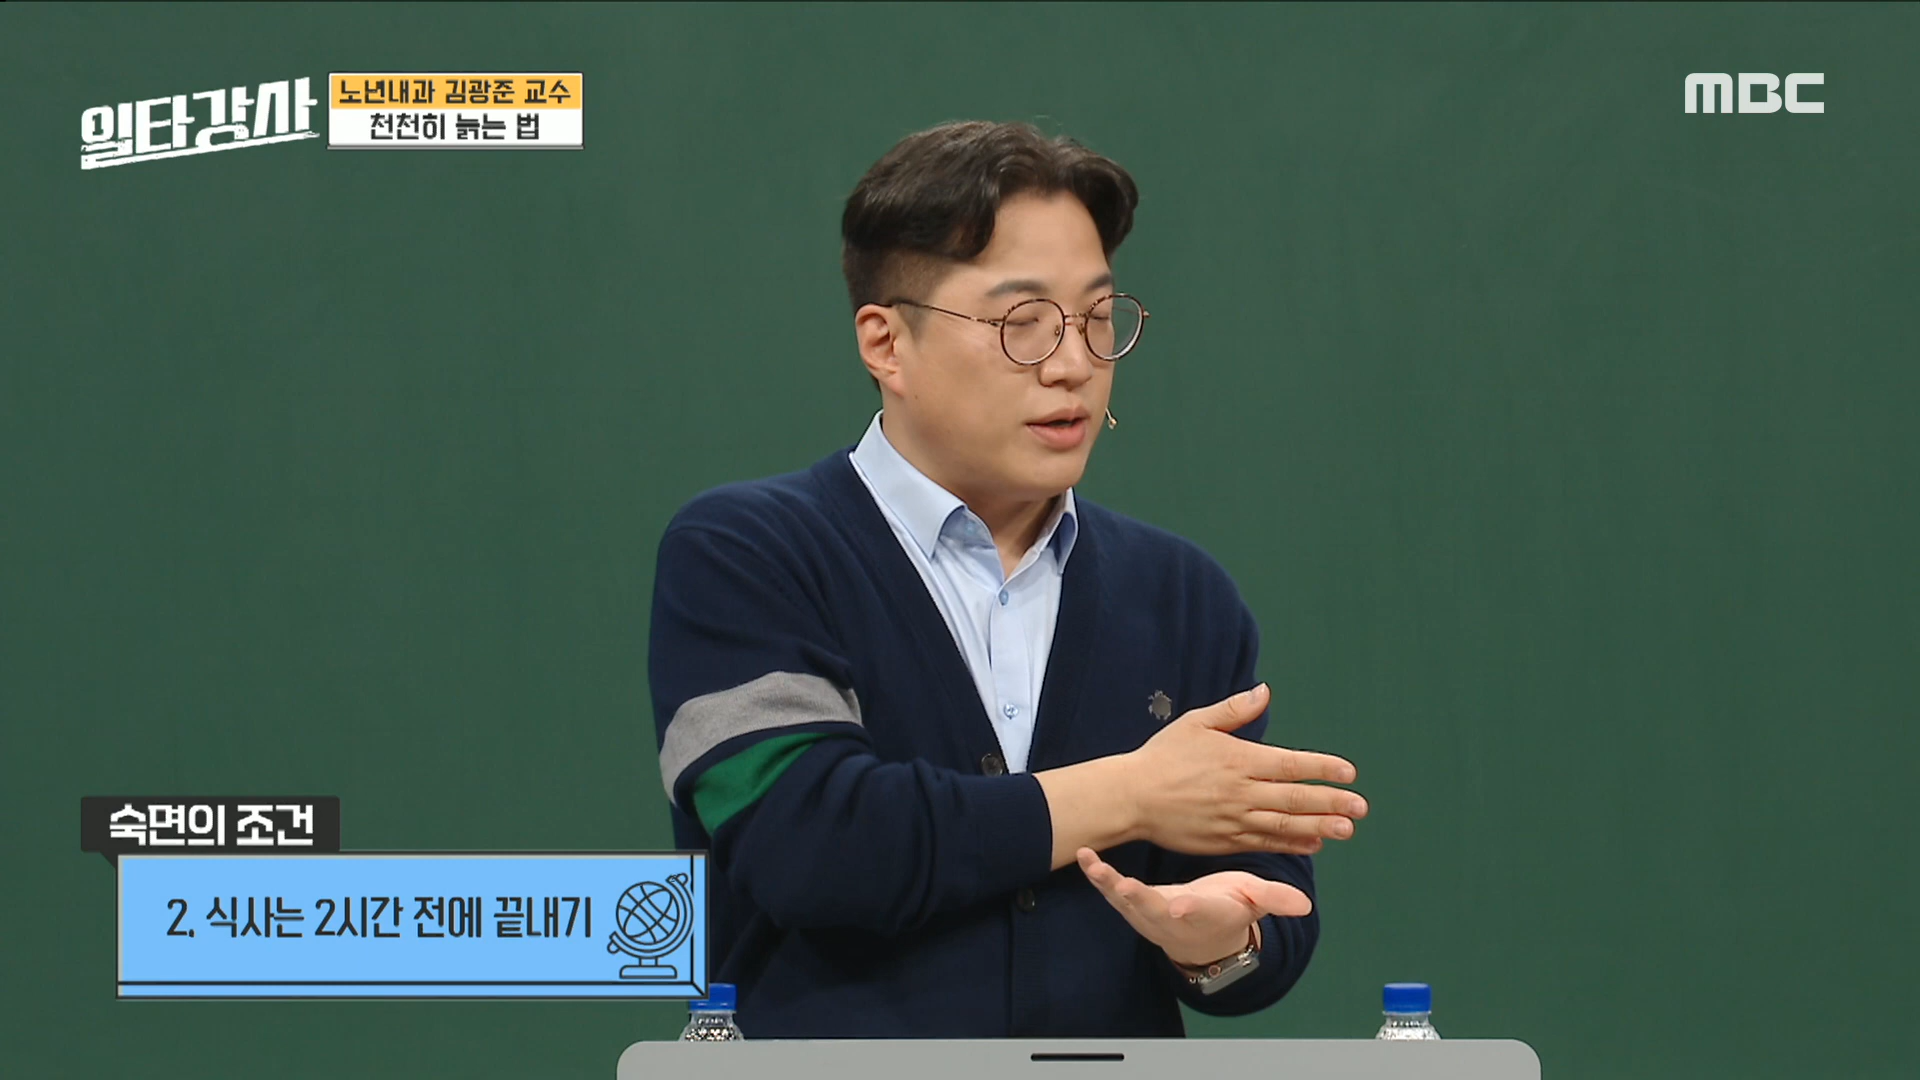 일타강사
노년내과 김광준 교수
천천히 늙는 법
MBC
숙면의 조건
2. 식사는 2시간 전에 끝내기